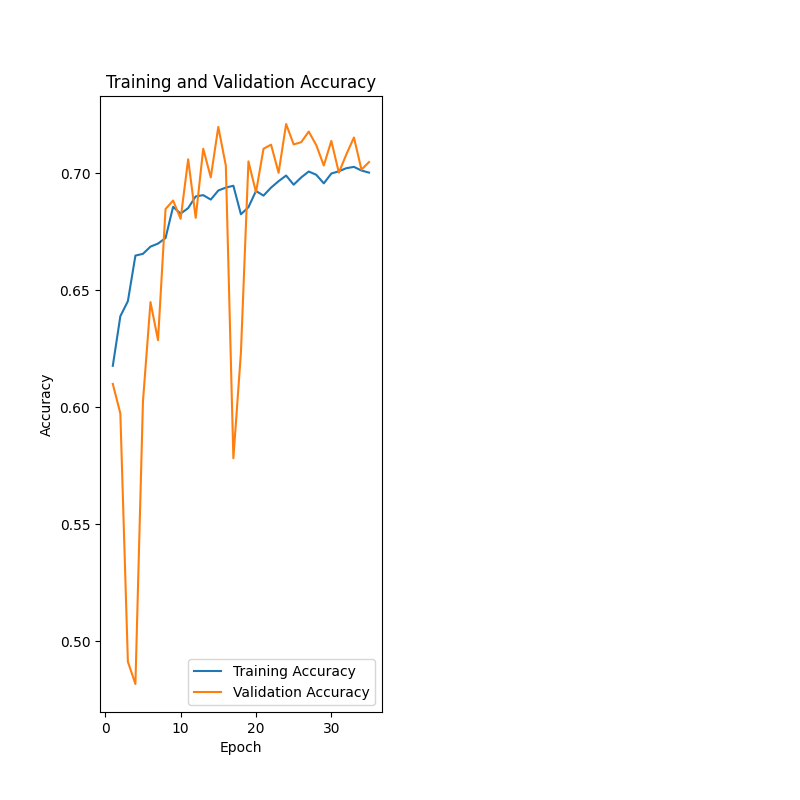 Training and Validation Accuracy
0.70
0.65
0.60
0.55
0.50
Accuracy
Training Accuracy
Validation Accuracy
0 10 20 30
Epoch